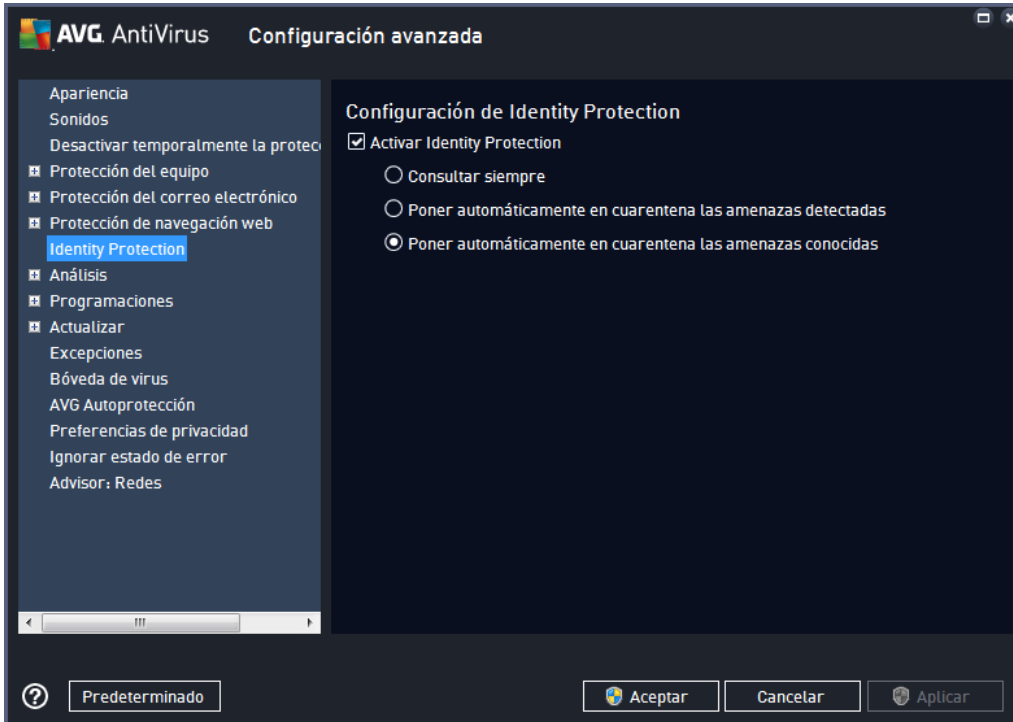 AVG AntiVirus Configuración avanzada
Apariencia
Sonidos
Desactivar temporalmente la protec
Protección del equipo
Protección del correo electrónico
Protección de navegación web
Identity Protection
Análisis
Programaciones
Actualizar
Excepciones
Bóveda de virus
AVG Autoprotección
Preferencias de privacidad
Ignorar estado de error
Advisor: Redes
Configuración de Identity Protection
Activar Identity Protection
Consultar siempre
Poner automáticamente en cuarentena las amenazas detectadas
Poner automáticamente en cuarentena las amenazas conocidas
Predeterminado
Aceptar
Cancelar
Aplicar